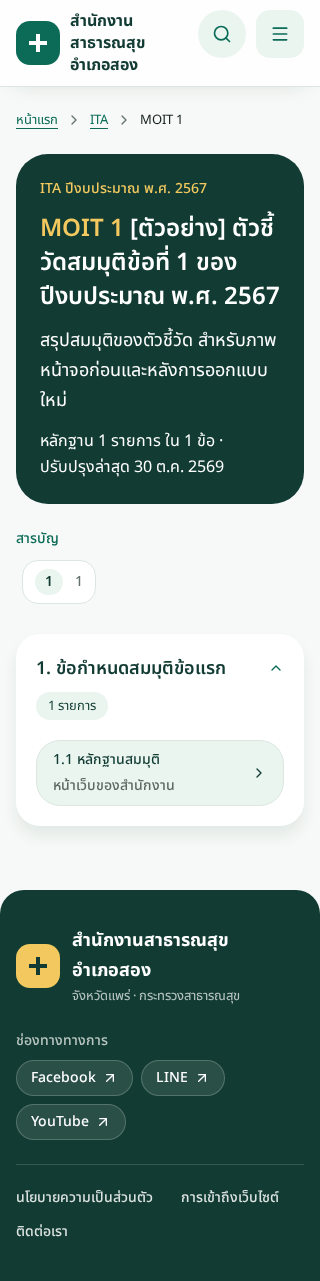 สำนักงาน
สาธารณสุข
อำเภอสอง
หน้าแรก > ITA > MOIT 1
ITA ปีงบประมาณ พ.ศ. 2567
MOIT 1 [ตัวอย่าง] ตัวชี้
วัดสมมุติข้อที่ 1 ของ
ปีงบประมาณ พ.ศ. 2567
สรุปสมมุติของตัวชี้วัด สำหรับภาพ
หน้าจอก่อนและหลังการออกแบบ
ใหม่
หลักฐาน 1 รายการ ใน 1 ข้อ ·
ปรับปรุงล่าสุด 30 ต.ค. 2569
สารบัญ
1 1
1. ข้อกำหนดสมมุติข้อแรก
1 รายการ
1.1 หลักฐานสมมุติ
หน้าเว็บของสำนักงาน
สำนักงานสาธารณสุข
อำเภอสอง
จังหวัดแพร่ · กระทรวงสาธารณสุข
ช่องทางทางการ
Facebook LINE
YouTube
นโยบายความเป็นส่วนตัว การเข้าถึงเว็บไซต์
ติดต่อเรา